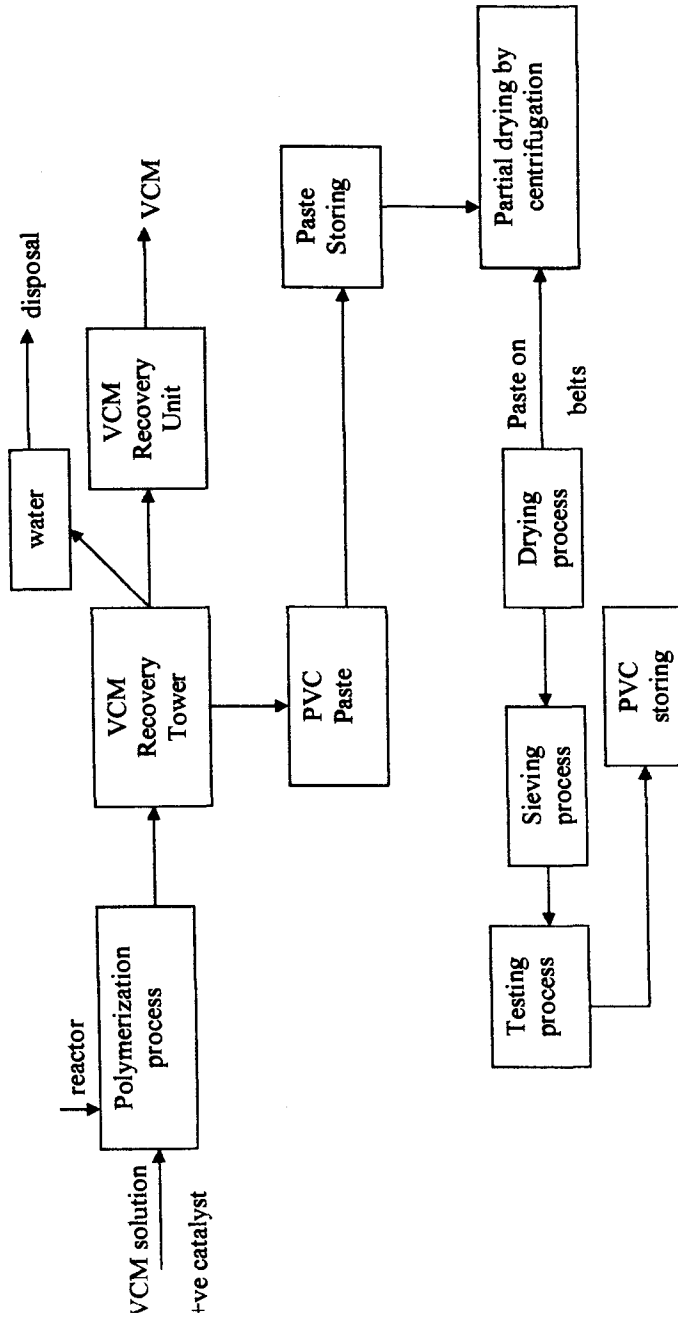 VCM solution
+ve catalyst
reactor
Polymerization
process
VCM
Recovery
Tower
water
disposal
VCM
Recovery
Unit
VCM
PVC
Paste
Paste
Storing
Partial drying by
centrifugation
Paste on
belts
Drying
process
Sieving
process
Testing
process
PVC
storing